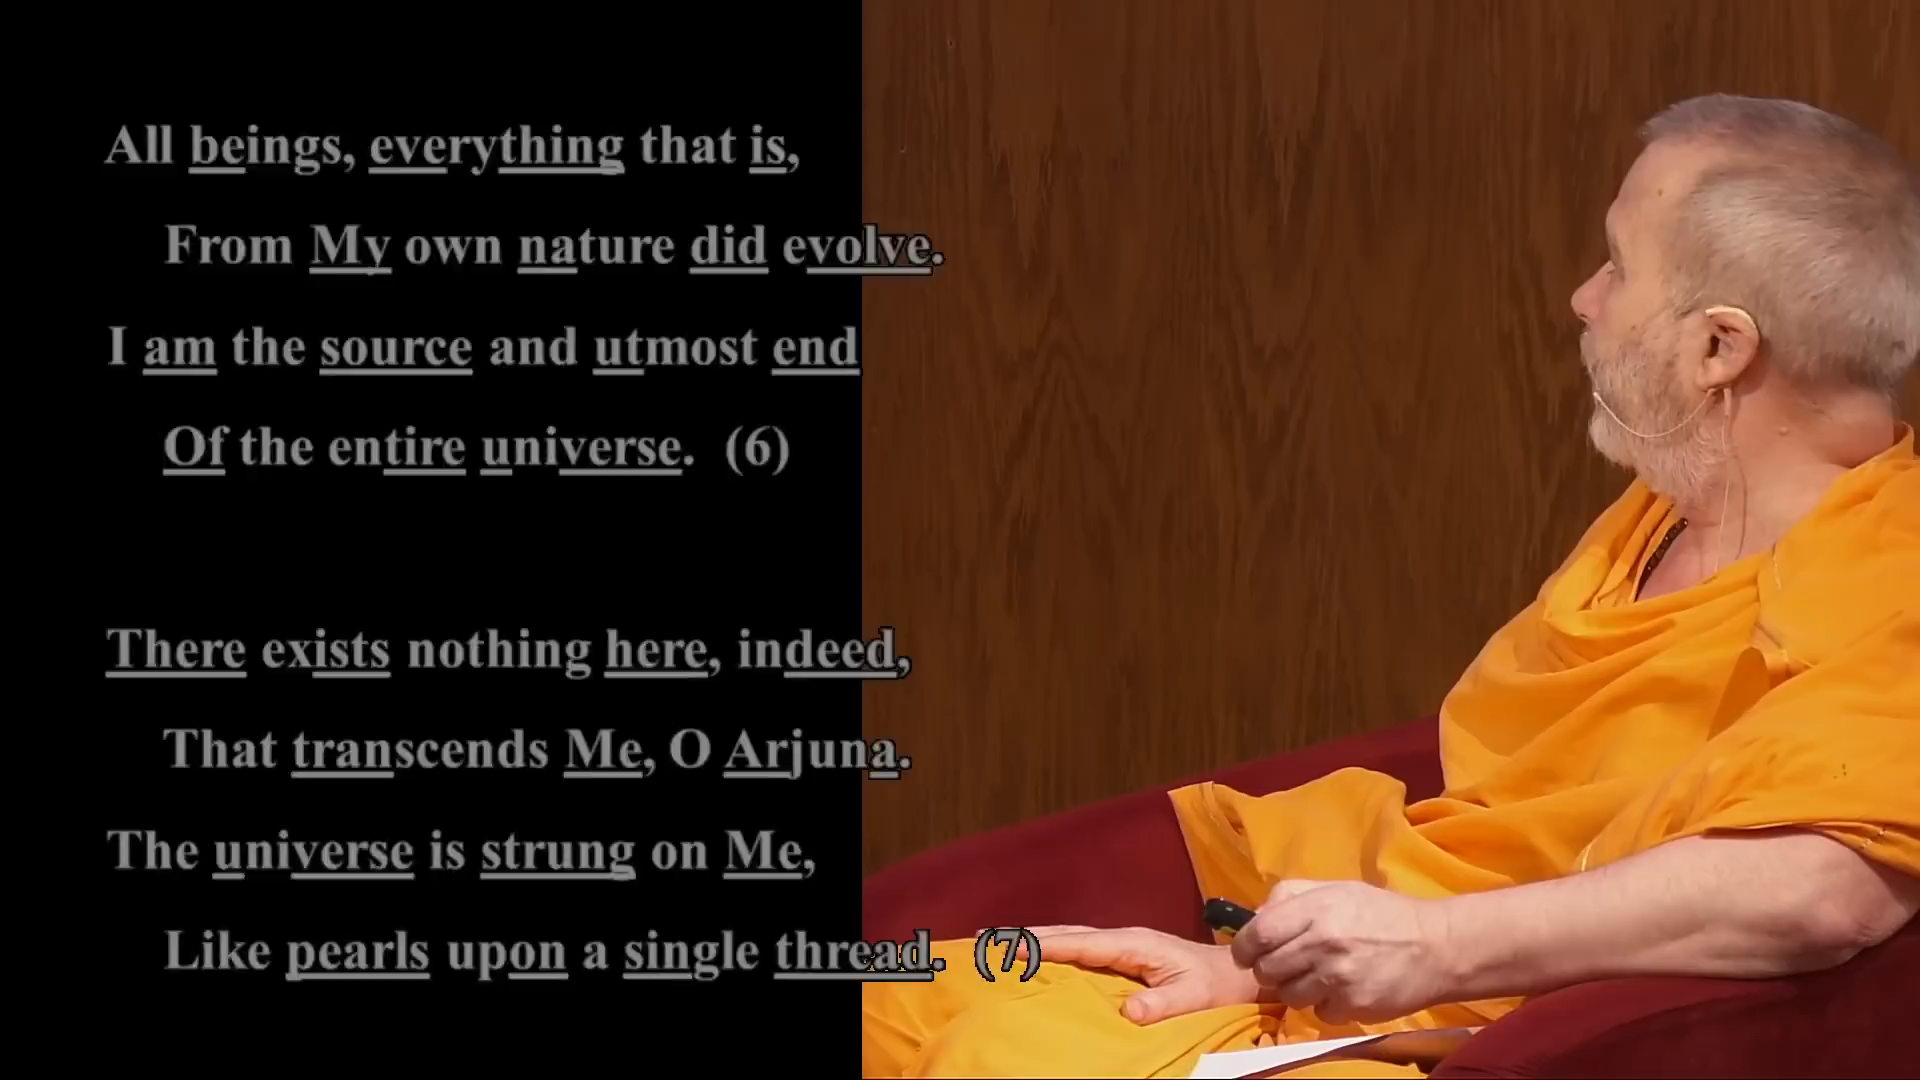 All beings, everything that is,
From My own nature did evolve.
I am the source and utmost end
Of the entire universe. (6)
There exists nothing here, indeed,
That transcends Me, O Arjuna.
The universe is strung on Me,
Like pearls upon a single thread. (7)